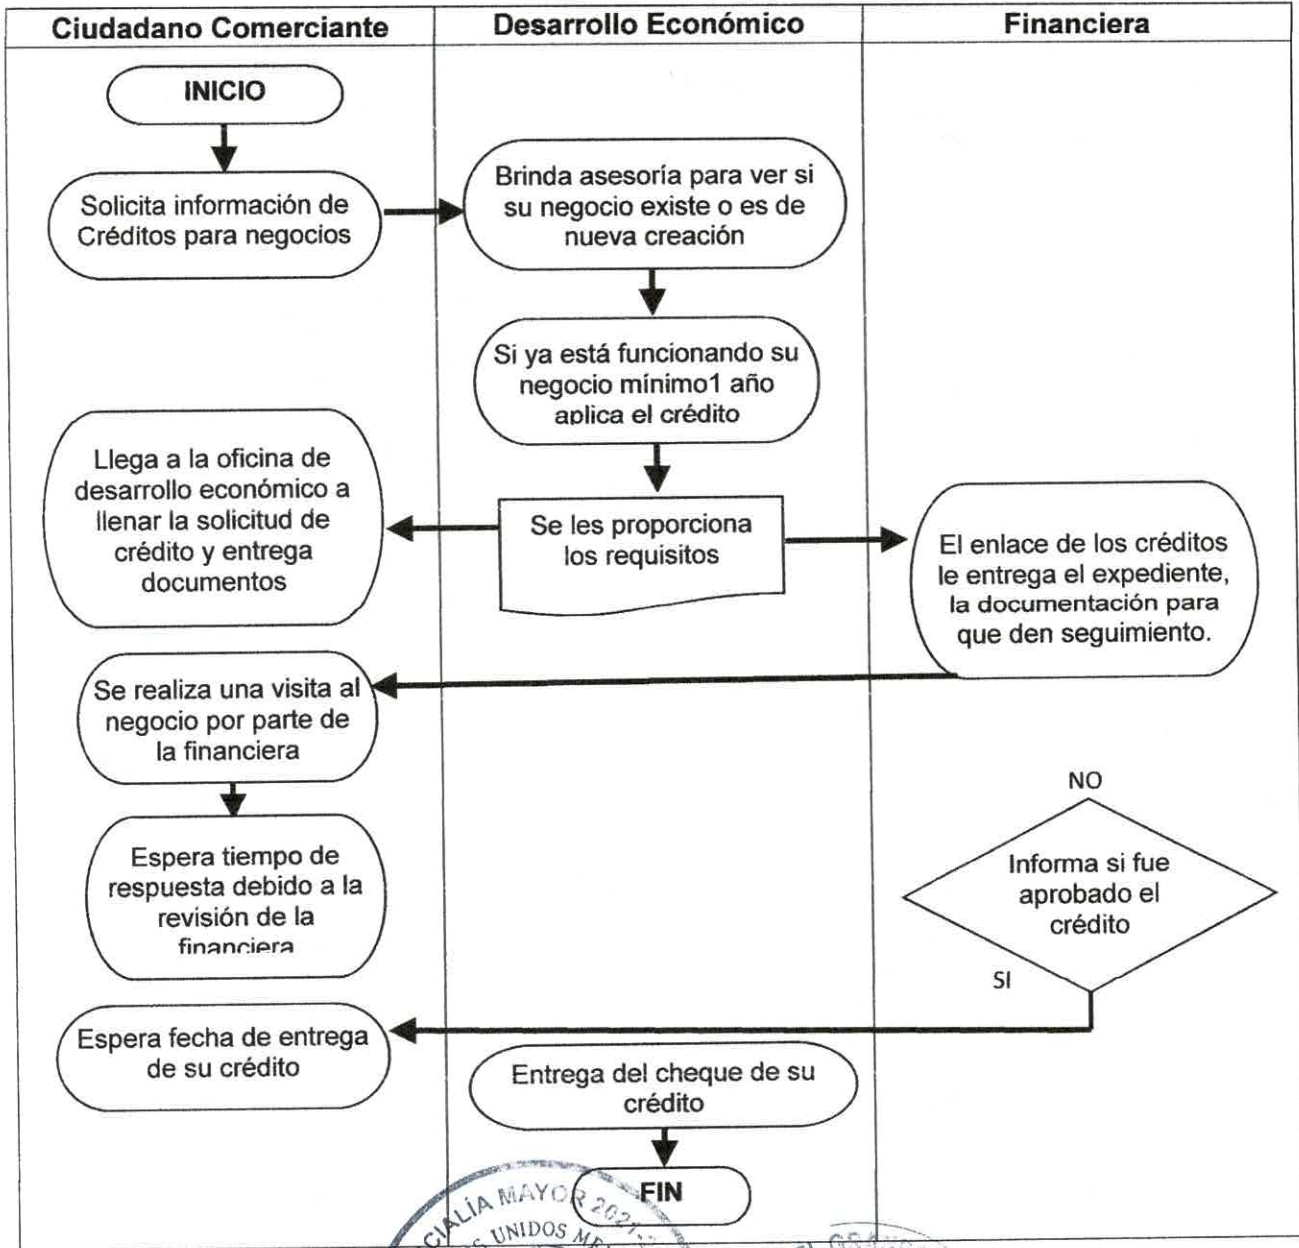 Ciudadano Comerciante
Desarrollo Económico
Financiera
INICIO
Solicita información de
Créditos para negocios
Brinda asesoría para ver si
su negocio existe o es de
nueva creación
Si ya está funcionando su
negocio mínimo1 año
aplica el crédito
Llega a la oficina de
desarrollo económico a
llenar la solicitud de
crédito y entrega
documentos
Se les proporciona
los requisitos
El enlace de los créditos
le entrega el expediente,
la documentación para
que den seguimiento.
Se realiza una visita al
negocio por parte de
la financiera
NO
Informa si fue
aprobado el
crédito
SI
Espera tiempo de
respuesta debido a la
revisión de la
financiera
Espera fecha de entrega
de su crédito
Entrega del cheque de su
crédito
FIN
MAYOR 2021-
UNIDOS